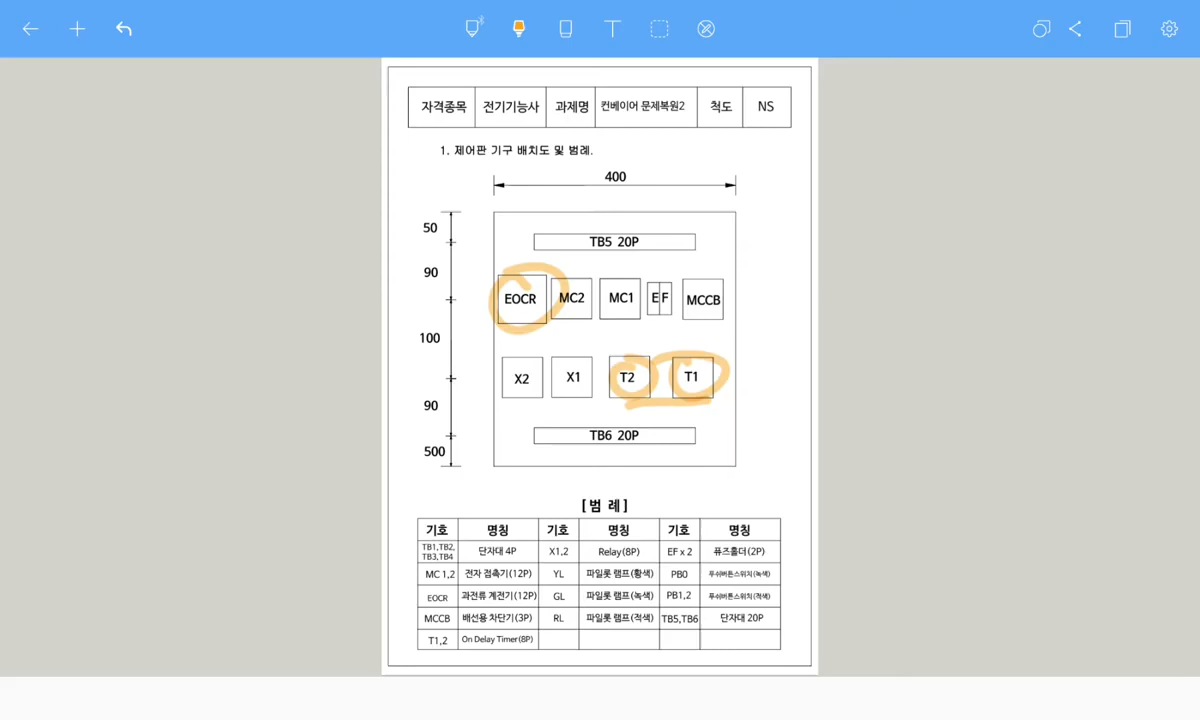 자격종목 전기기능사 과제명 컨베이어 문제복원2 척도 NS
1. 제어판 기구 배치도 및 범례.
400
50
TB5 20P
90
EOCR MC2 MC1 E F MCCB
100
X2 X1 T2 T1
90
TB6 20P
500
[범 례]
기호 명칭 기호 명칭 기호 명칭
TB1,TB2, TB3,TB4 단자대 4P X1,2 Relay(8P) EF x 2 퓨즈홀더(2P)
MC 1,2 전자 접촉기(12P) YL 파일롯 램프(황색) PB0 푸쉬버튼스위치(녹색)
EOCR 과전류 계전기(12P) GL 파일롯 램프(녹색) PB1,2 푸쉬버튼스위치(적색)
MCCB 배선용 차단기(3P) RL 파일롯 램프(적색) TB5,TB6 단자대 20P
T1,2 On Delay Timer(8P)